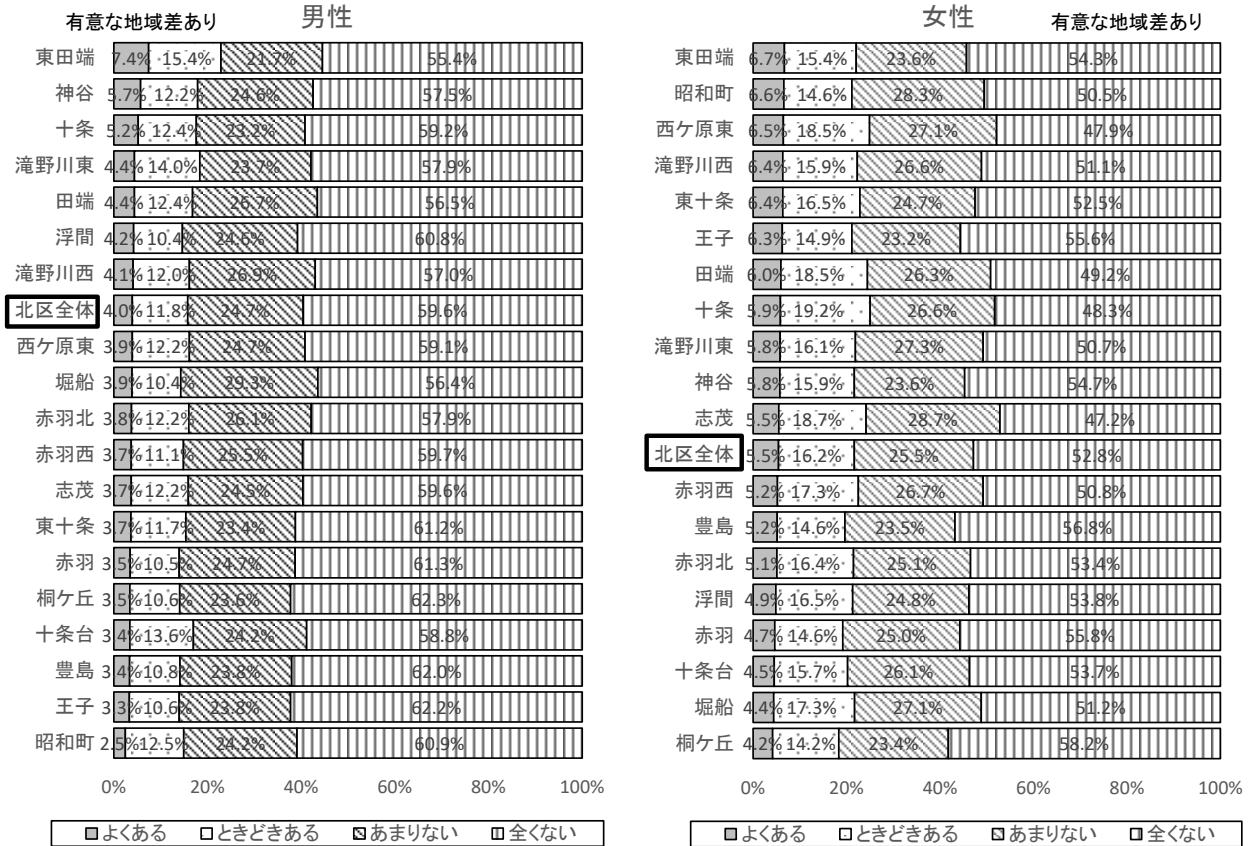 有意な地域差あり 男性
東田端 7.4% 15.4% 21.7% 55.4%
神谷 5.7% 12.2% 24.6% 57.5%
十条 5.2% 12.4% 23.2% 59.2%
滝野川東 4.4% 14.0% 23.7% 57.9%
田端 4.4% 12.4% 26.7% 56.5%
浮間 4.2% 10.4% 24.6% 60.8%
滝野川西 4.1% 12.0% 26.9% 57.0%
北区全体 4.0% 11.8% 24.7% 59.6%
西ケ原東 3.9% 12.2% 24.7% 59.1%
堀船 3.9% 10.4% 29.3% 56.4%
赤羽北 3.8% 12.2% 26.1% 57.9%
赤羽西 3.7% 11.1% 25.5% 59.7%
志茂 3.7% 12.2% 24.5% 59.6%
東十条 3.7% 11.7% 23.4% 61.2%
赤羽 3.5% 10.5% 24.7% 61.3%
桐ケ丘 3.5% 10.6% 23.6% 62.3%
十条台 3.4% 13.6% 24.2% 58.8%
豊島 3.4% 10.8% 23.8% 62.0%
王子 3.3% 10.6% 23.8% 62.2%
昭和町 2.5% 12.5% 24.2% 60.9%
0% 20% 40% 60% 80% 100%
よくある ときどきある あまりない 全くない
女性 有意な地域差あり
東田端 6.7% 15.4% 23.6% 54.3%
昭和町 6.6% 14.6% 28.3% 50.5%
西ケ原東 6.5% 18.5% 27.1% 47.9%
滝野川西 6.4% 15.9% 26.6% 51.1%
東十条 6.4% 16.5% 24.7% 52.5%
王子 6.3% 14.9% 23.2% 55.6%
田端 6.0% 18.5% 26.3% 49.2%
十条 5.9% 19.2% 26.6% 48.3%
滝野川東 5.8% 16.1% 27.3% 50.7%
神谷 5.8% 15.9% 23.6% 54.7%
志茂 5.5% 18.7% 28.7% 47.2%
北区全体 5.5% 16.2% 25.5% 52.8%
赤羽西 5.2% 17.3% 26.7% 50.8%
豊島 5.2% 14.6% 23.5% 56.8%
赤羽北 5.1% 16.4% 25.1% 53.4%
浮間 4.9% 16.5% 24.8% 53.8%
赤羽 4.7% 14.6% 25.0% 55.8%
十条台 4.5% 15.7% 26.1% 53.7%
堀船 4.4% 17.3% 27.1% 51.2%
桐ケ丘 4.2% 14.2% 23.4% 58.2%
0% 20% 40% 60% 80% 100%
よくある ときどきある あまりない 全くない